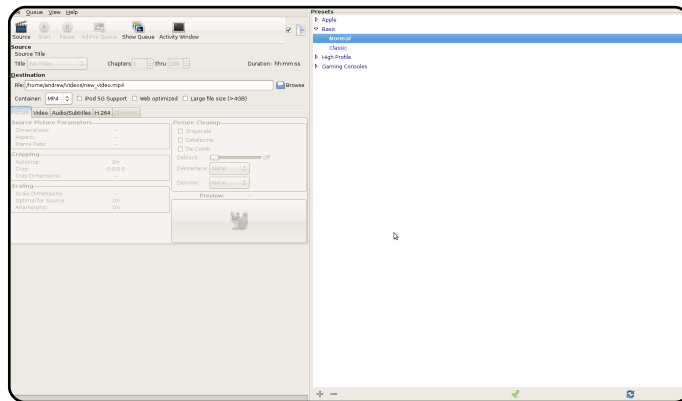 File Queue View Help
Source Start Pause Add to Queue Show Queue Activity Window
Source
Source Title
Title No Titles Chapters 1 thru 100 Duration: hh:mm:ss
Destination
File: /home/andrew/Videos/new_video.mp4 Browse
Container: MP4 iPod 5G Support Web optimized Large file size (>4GB)
Picture Video Audio/Subtitles H.264 Chapters
Source Picture Parameters
Dimensions: --
Aspect: --
Frame Rate: --
Cropping
Autocrop: On
Crop: 0:0:0:0
Crop Dimensions: --
Scaling
Scale Dimensions: --
Optimal for Source: On
Anamorphic: On
Picture Cleanup
Grayscale
Detelecine
De-Comb
Deblock: Off
Deinterlace: None
Denoise: None
Preview: --
Presets
Apple
Basic
Normal
Classic
High Profile
Gaming Consoles